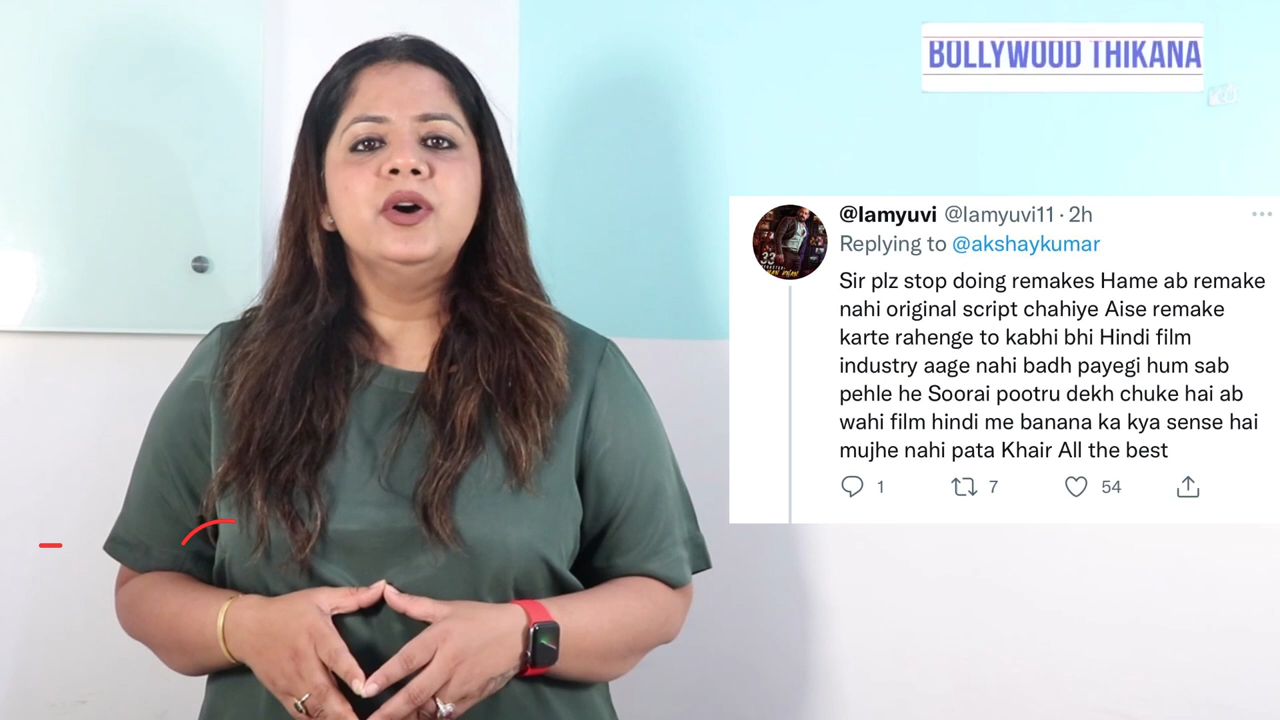 BOLLYWOOD THIKANA
@Iamyuvi @Iamyuvi11 · 2h
Replying to @akshaykumar
Sir plz stop doing remakes Hame ab remake
nahi original script chahiye Aise remake
karte rahenge to kabhi bhi Hindi film
industry aage nahi badh payegi hum sab
pehle he Soorai pootru dekh chuke hai ab
wahi film hindi me banana ka kya sense hai
mujhe nahi pata Khair All the best
1 7 54